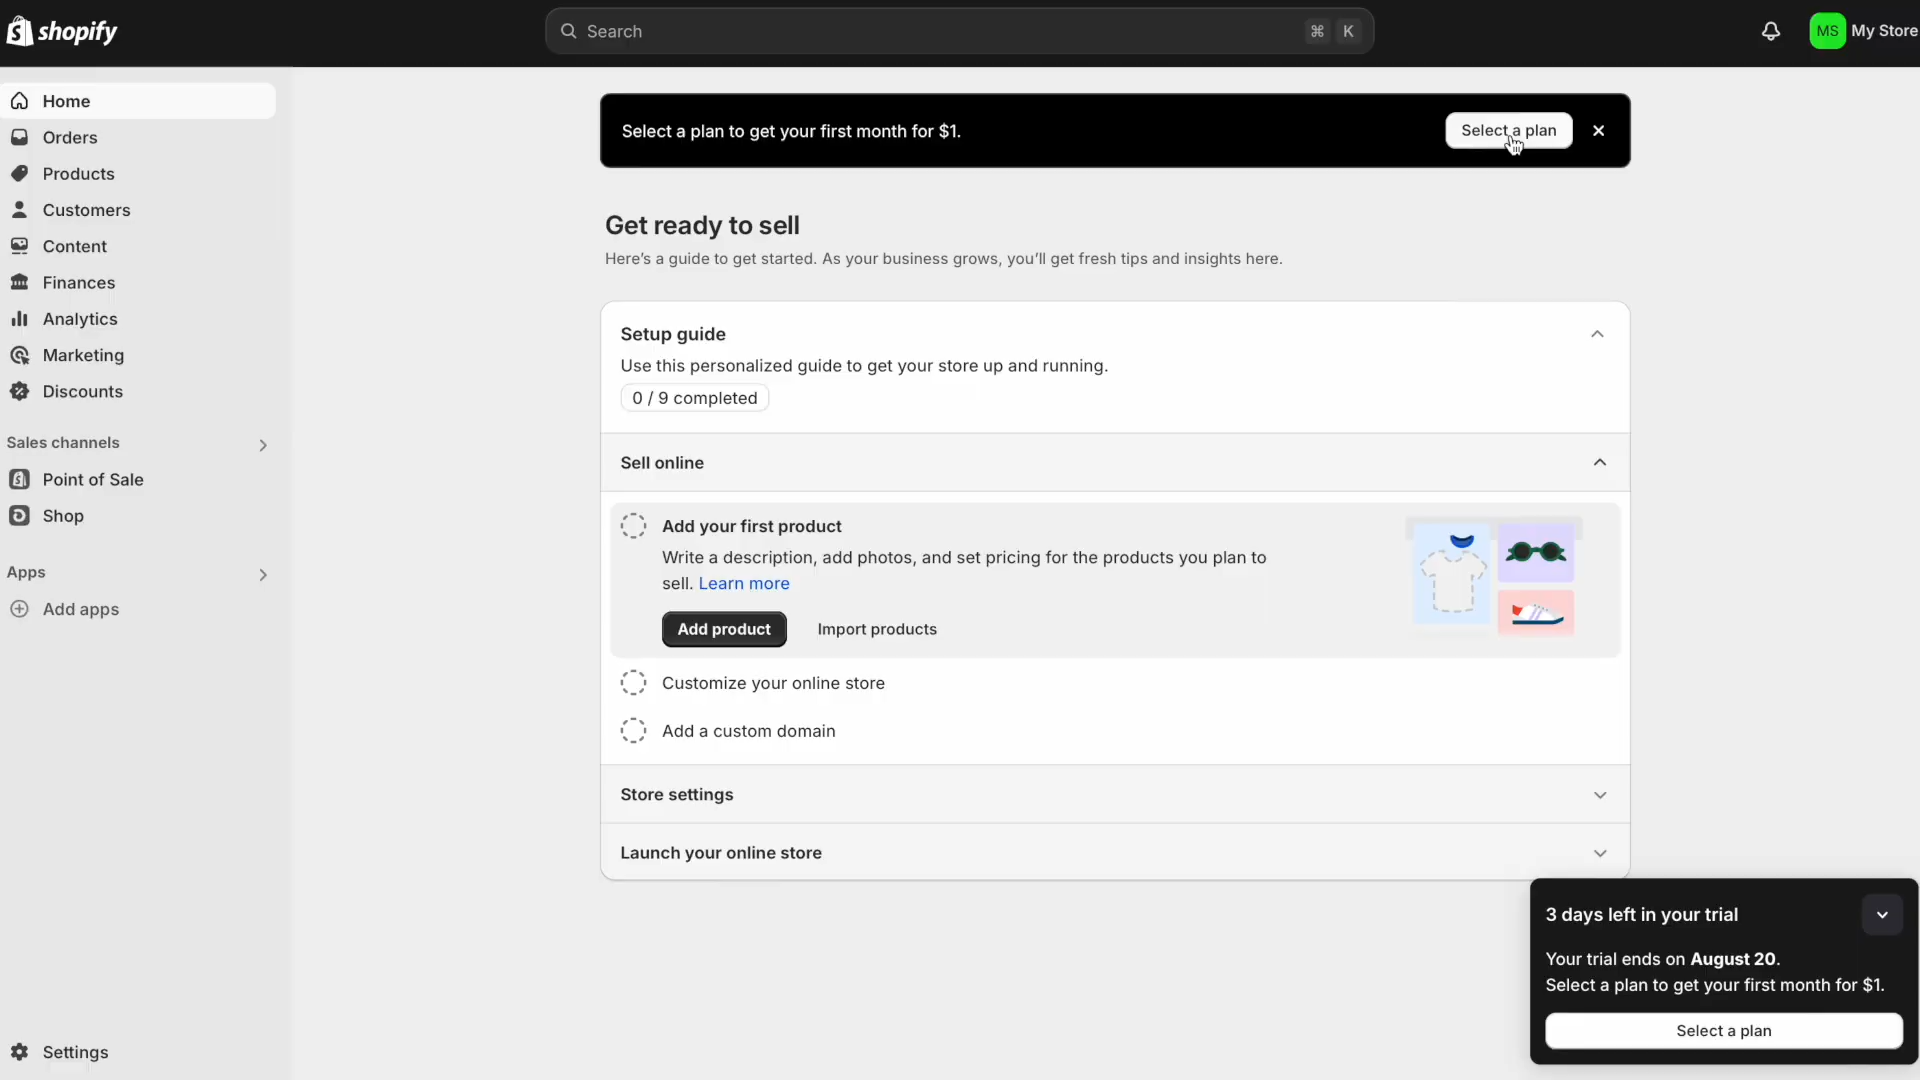 shopify
Search
⌘ K
MS My Store
Home
Orders
Products
Customers
Content
Finances
Analytics
Marketing
Discounts
Sales channels
Point of Sale
Shop
Apps
Add apps
Settings
Select a plan to get your first month for $1.
Select a plan
Get ready to sell
Here's a guide to get started. As your business grows, you'll get fresh tips and insights here.
Setup guide
Use this personalized guide to get your store up and running.
0 / 9 completed
Sell online
Add your first product
Write a description, add photos, and set pricing for the products you plan to
sell. Learn more
Add product
Import products
Customize your online store
Add a custom domain
Store settings
Launch your online store
3 days left in your trial
Your trial ends on August 20.
Select a plan to get your first month for $1.
Select a plan